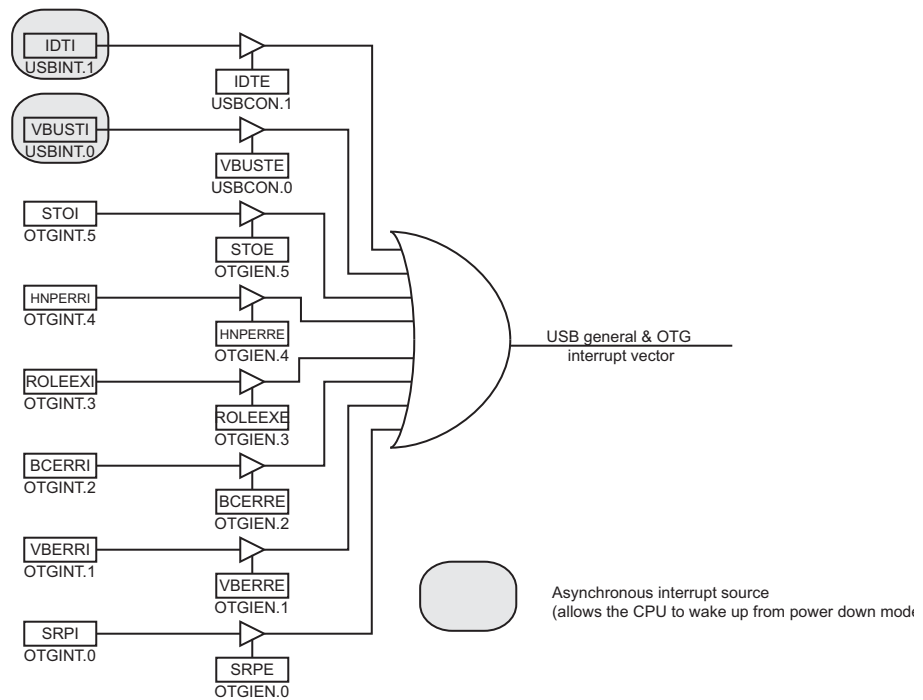 IDTI
USBINT.1
IDTE
USBCON.1
VBUSTI
USBINT.0
VBUSTE
USBCON.0
STOI
OTGINT.5
STOE
OTGIEN.5
HNPERRI
OTGINT.4
HNPERRE
OTGIEN.4
USB general & OTG
interrupt vector
ROLEEXI
OTGINT.3
ROLEEXE
OTGIEN.3
BCERRI
OTGINT.2
BCERRE
OTGIEN.2
VBERRI
OTGINT.1
VBERRE
OTGIEN.1
Asynchronous interrupt source
(allows the CPU to wake up from power down mode
SRPI
OTGINT.0
SRPE
OTGIEN.0